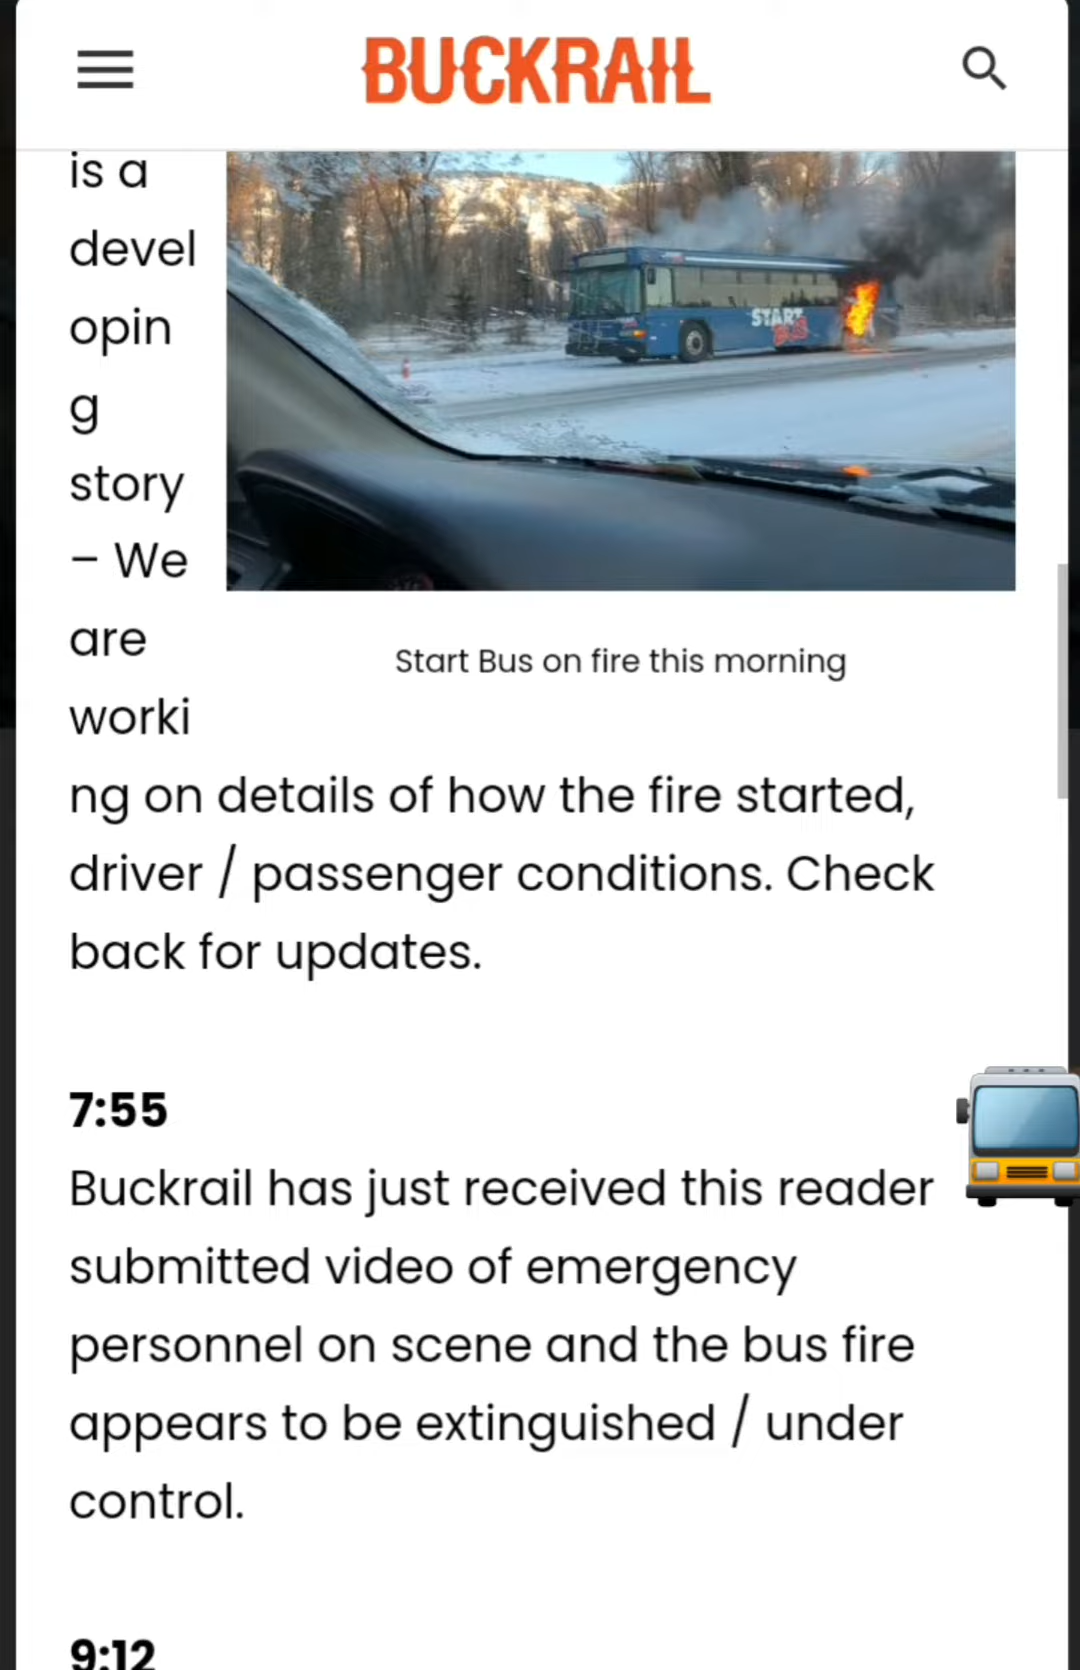 BUCKRAIL
is a
devel
opin
g
story
– We
are
worki
START
BUS
Start Bus on fire this morning
ng on details of how the fire started,
driver / passenger conditions. Check
back for updates.
7:55
Buckrail has just received this reader
submitted video of emergency
personnel on scene and the bus fire
appears to be extinguished / under
control.
9:12